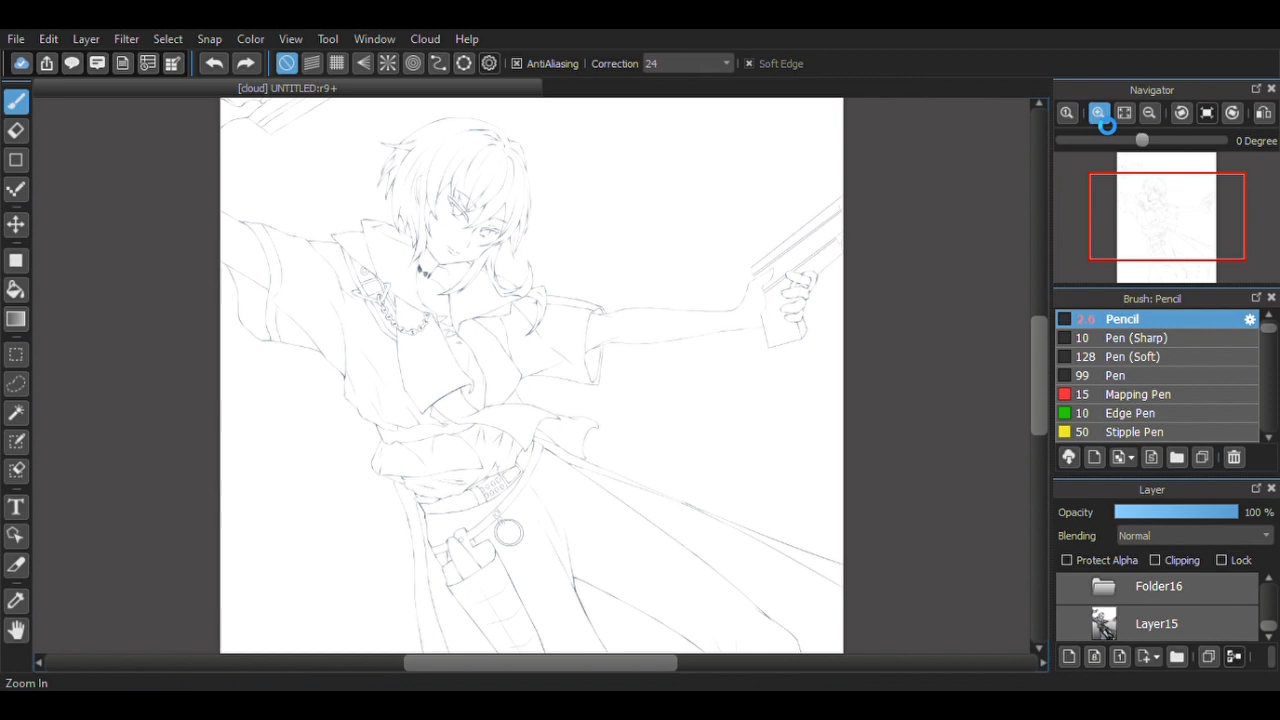 File Edit Layer Filter Select Snap Color View Tool Window Cloud Help
AntiAliasing Correction 24 Soft Edge
[cloud] UNTITLED:r9+
Navigator
0 Degree
Brush: Pencil
2.6 Pencil
10 Pen (Sharp)
128 Pen (Soft)
99 Pen
15 Mapping Pen
10 Edge Pen
50 Stipple Pen
Layer
Opacity 100 %
Blending Normal
Protect Alpha Clipping Lock
Folder16
Layer15
Zoom In